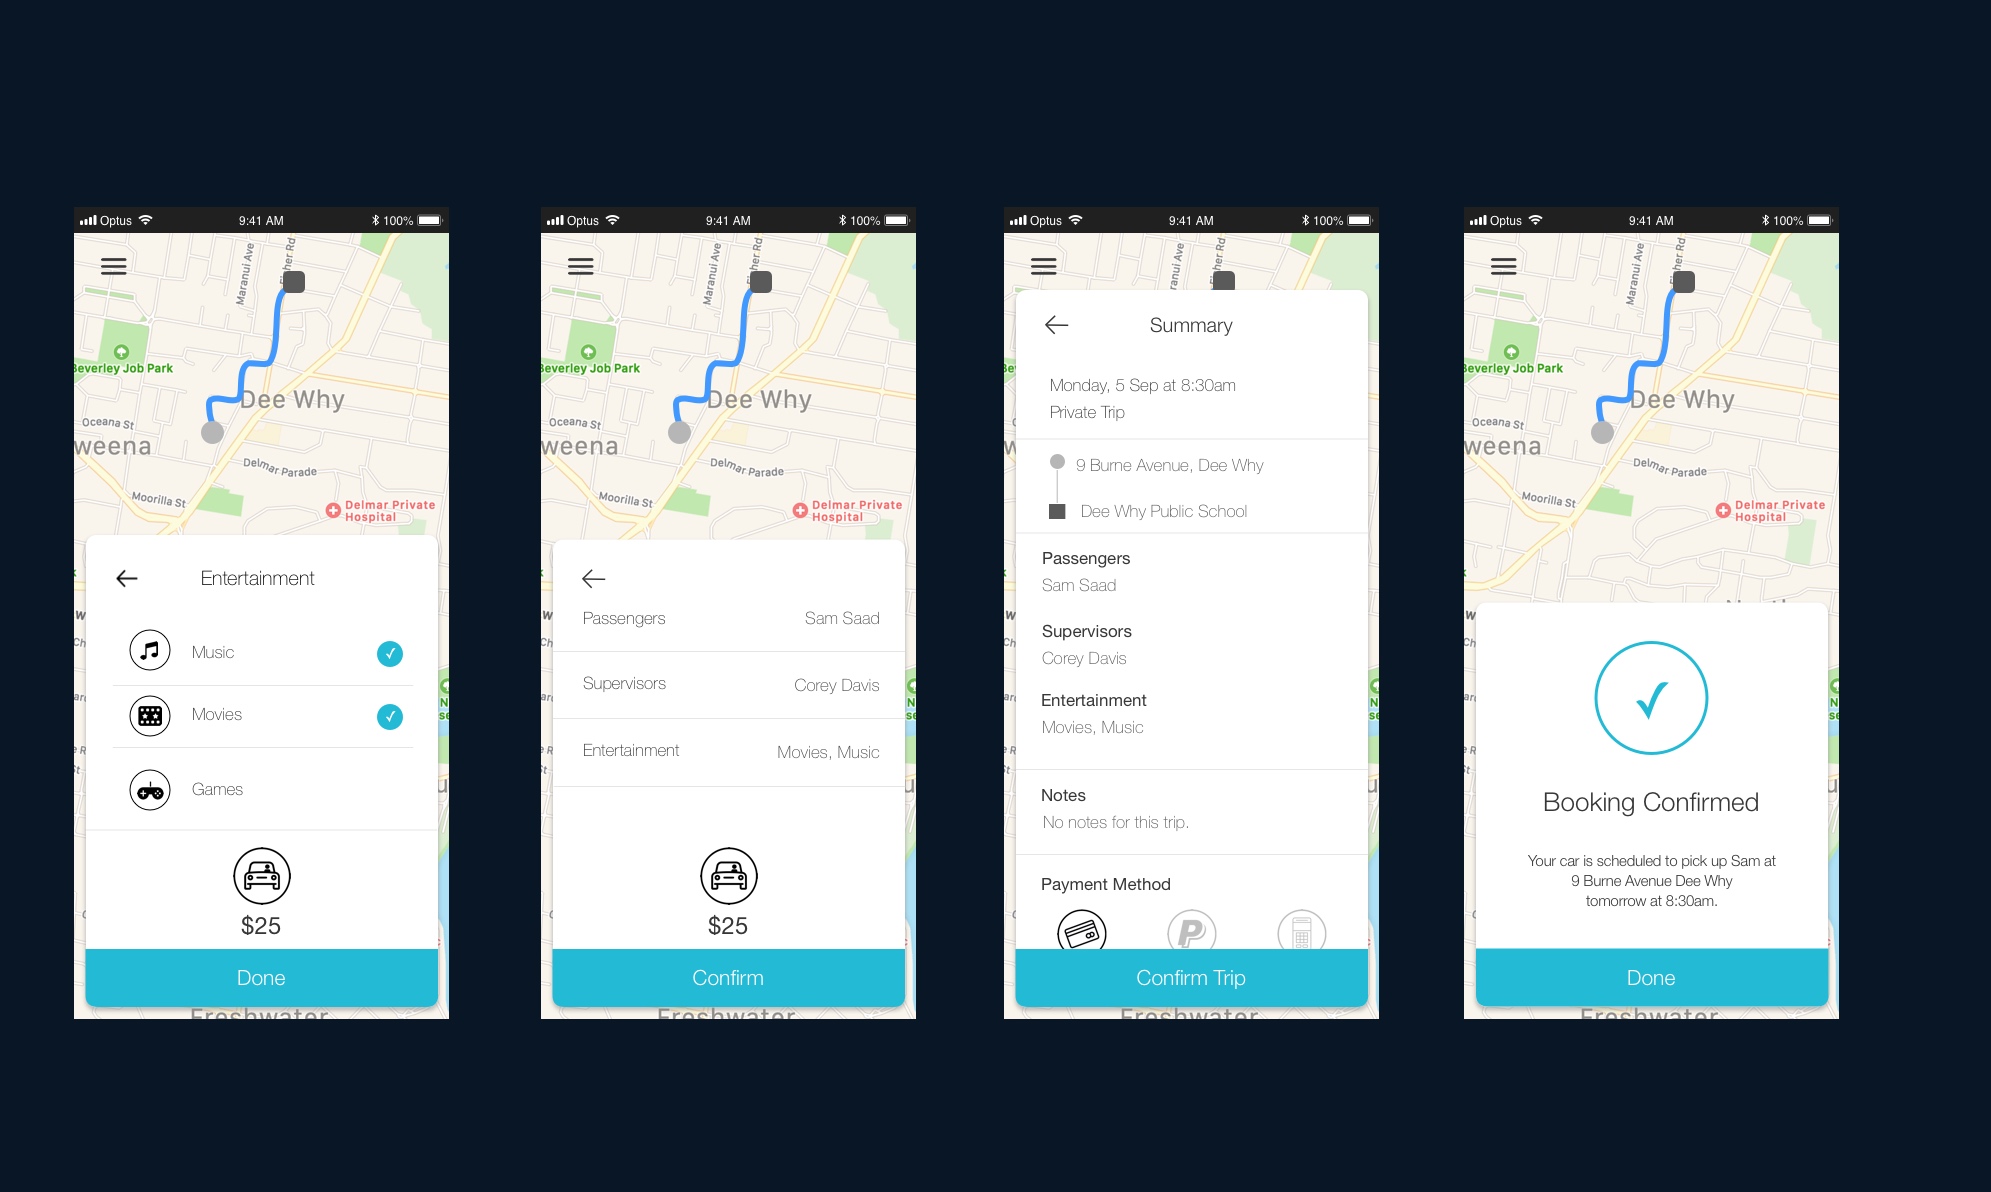 Optus 9:41 AM 100%
Maranui Ave
Fisher Rd
Beverley Job Park
Dee Why
Oceana St
weena
Delmar Parade
Moorilla St
Delmar Private
Hospital
Entertainment
Music
Movies
Games
$25
Done
Freshwater
Optus 9:41 AM 100%
Maranui Ave
Fisher Rd
Beverley Job Park
Dee Why
Oceana St
weena
Delmar Parade
Moorilla St
Delmar Private
Hospital
Passengers Sam Saad
Supervisors Corey Davis
Entertainment Movies, Music
$25
Confirm
Freshwater
Optus 9:41 AM 100%
ranui Ave
her Rd
Summary
Monday, 5 Sep at 8:30am
Private Trip
9 Burne Avenue, Dee Why
Dee Why Public School
Passengers
Sam Saad
Supervisors
Corey Davis
Entertainment
Movies, Music
Notes
No notes for this trip.
Payment Method
Confirm Trip
Freshwater
Optus 9:41 AM 100%
Maranui Ave
Fisher Rd
Beverley Job Park
Dee Why
Oceana St
weena
Delmar Parade
Moorilla St
Delmar Private
Hospital
Booking Confirmed
Your car is scheduled to pick up Sam at
9 Burne Avenue Dee Why
tomorrow at 8:30am.
Done
Freshwater